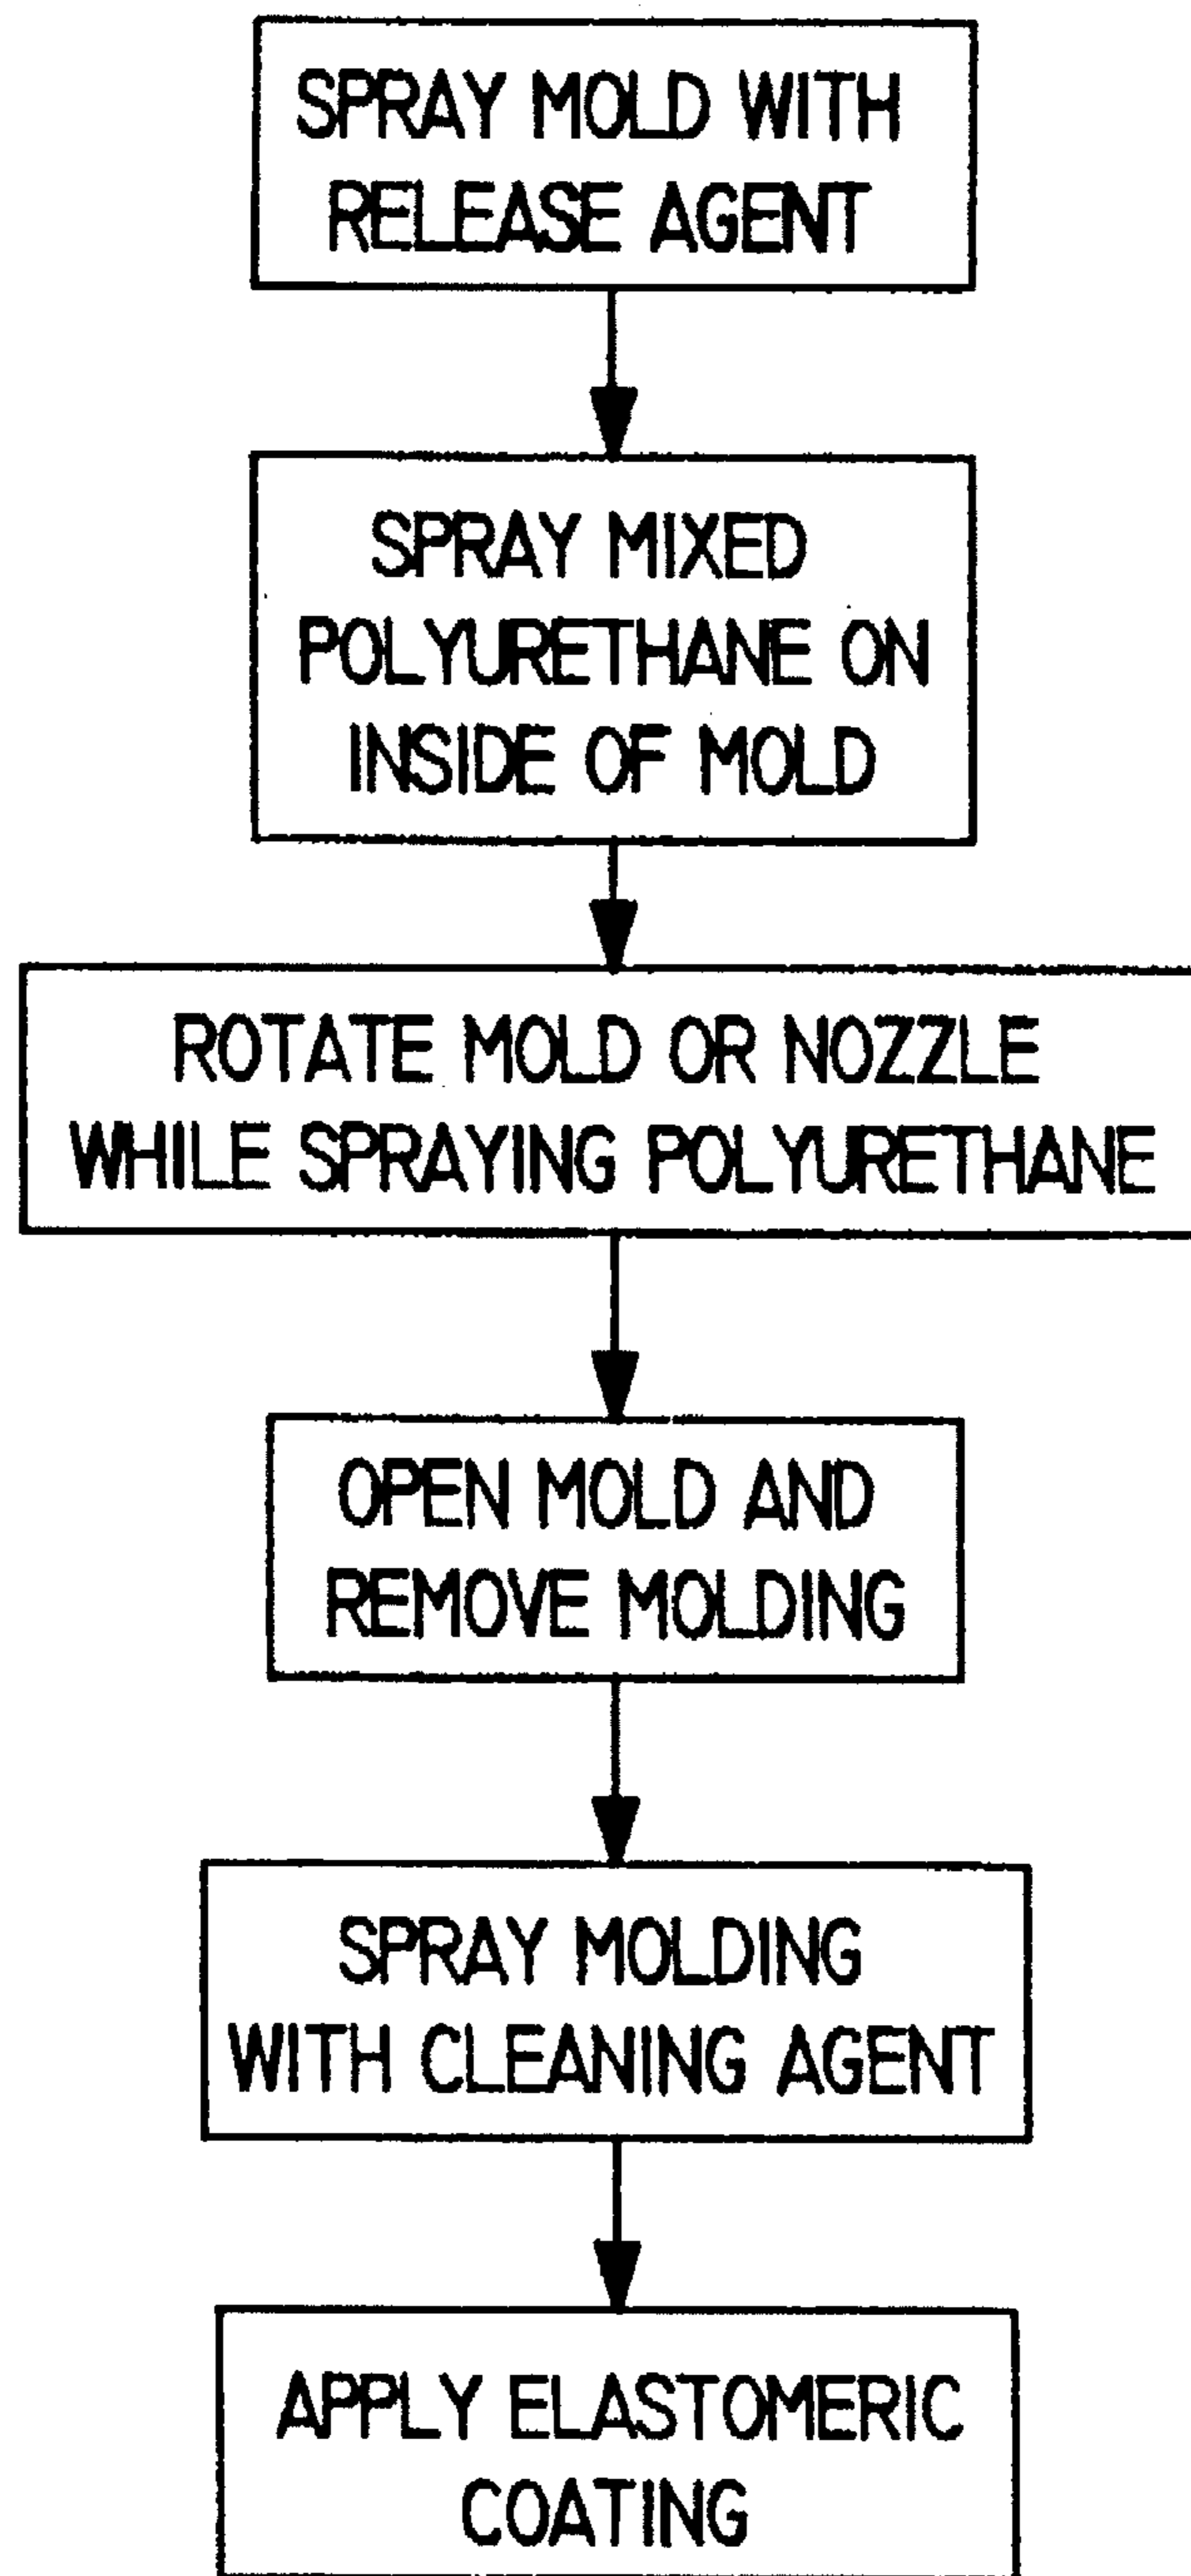 SPRAY MOLD WITH
RELEASE AGENT
SPRAY MIXED
POLYURETHANE ON
INSIDE OF MOLD
ROTATE MOLD OR NOZZLE
WHILE SPRAYING POLYURETHANE
OPEN MOLD AND
REMOVE MOLDING
SPRAY MOLDING
WITH CLEANING AGENT
APPLY ELASTOMERIC
COATING